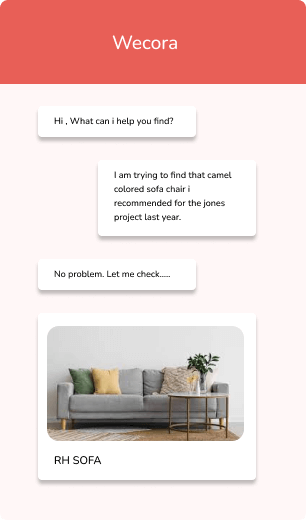 Wecora
Hi , What can i help you find?
I am trying to find that camel
colored sofa chair i
recommended for the jones
project last year.
No problem. Let me check.....
RH SOFA